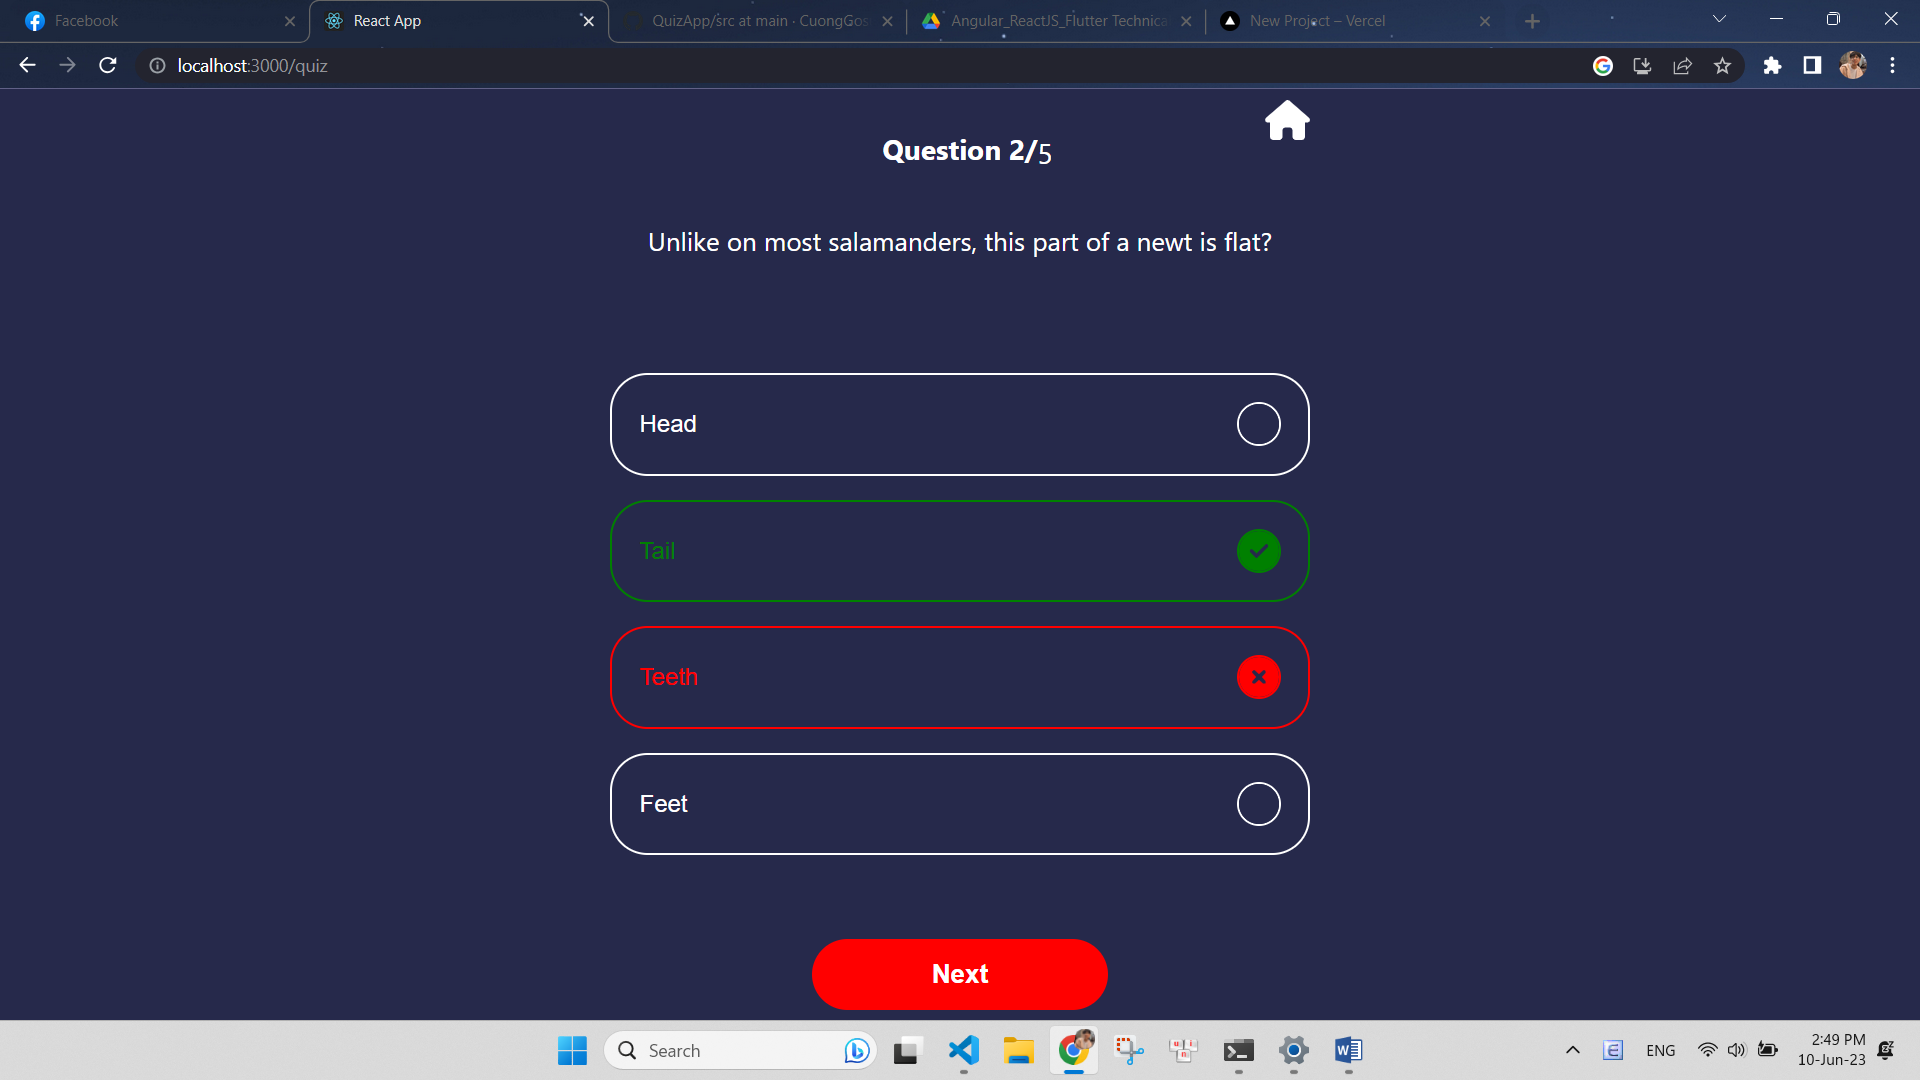 Facebook
React App
QuizApp/src at main · CuongGos
Angular_ReactJS_Flutter Technica
New Project – Vercel
localhost:3000/quiz
Question 2/5
Unlike on most salamanders, this part of a newt is flat?
Head
Tail
Teeth
Feet
Next
Search
ENG
2:49 PM
10-Jun-23